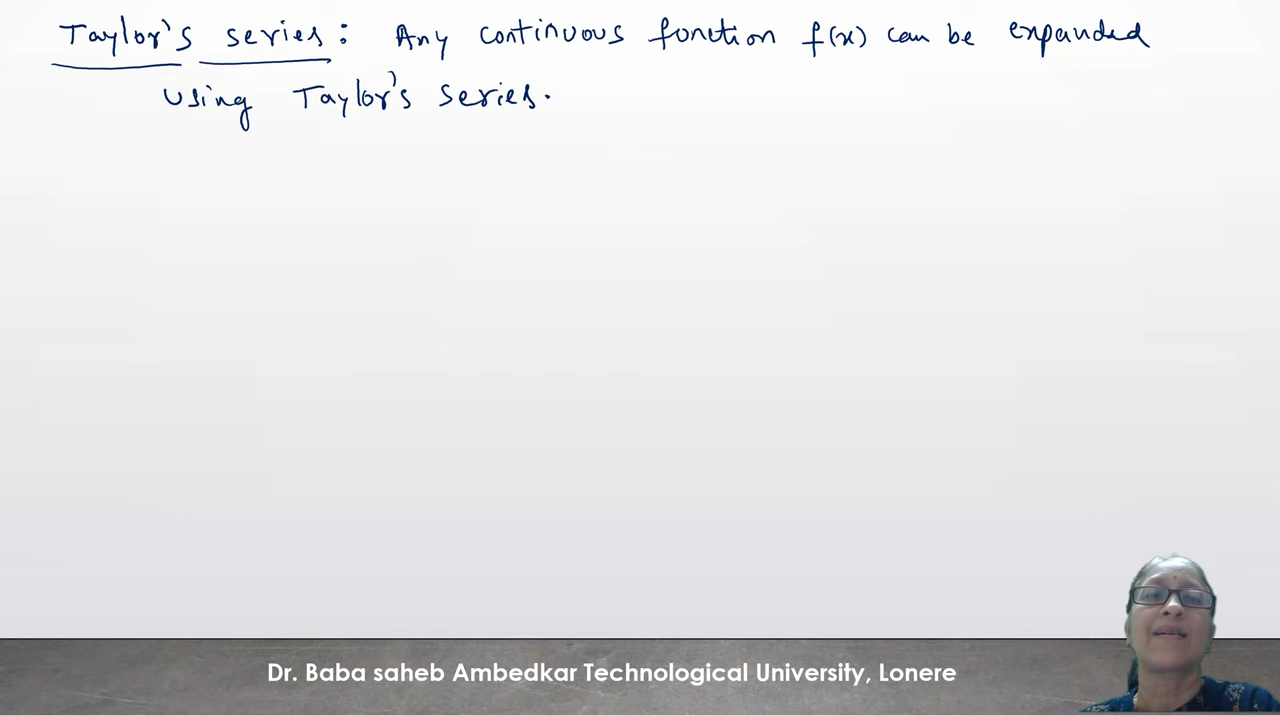 Taylor's series : Any continuous function f(x) can be expanded
using Taylor's series.
Dr. Baba saheb Ambedkar Technological University, Lonere